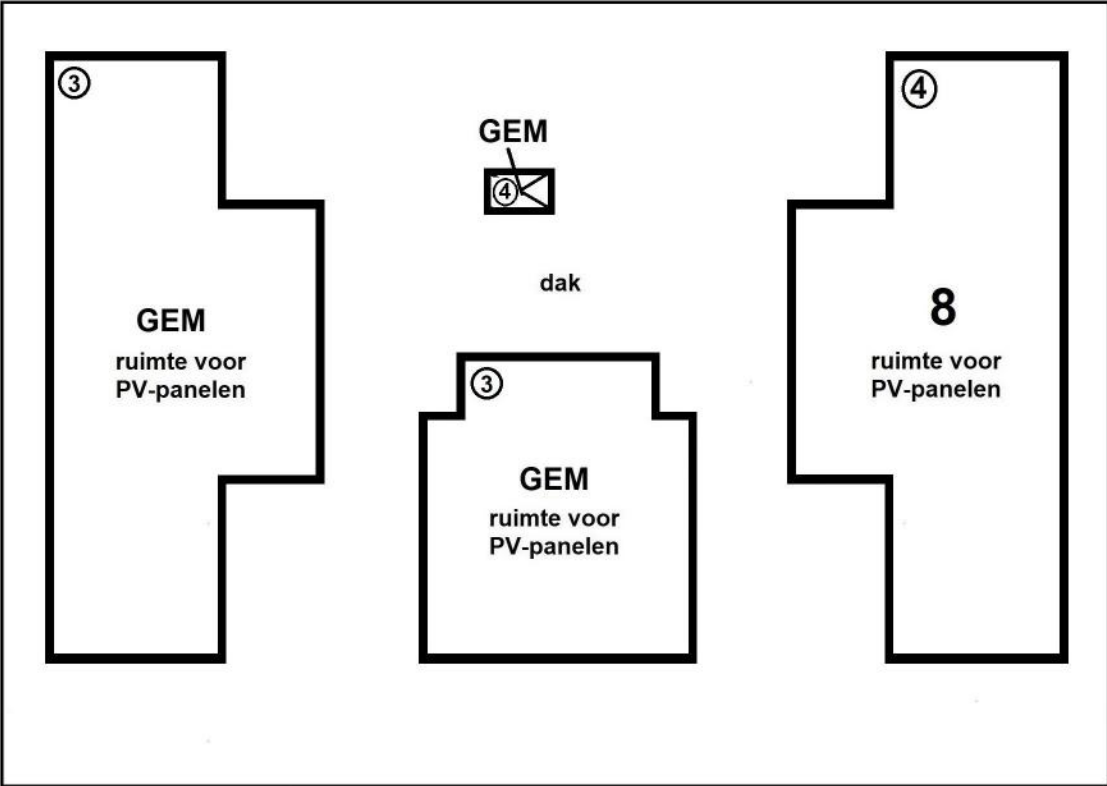 ③
GEM
ruimte voor
PV-panelen
GEM
④
dak
③
GEM
ruimte voor
PV-panelen
④
8
ruimte voor
PV-panelen